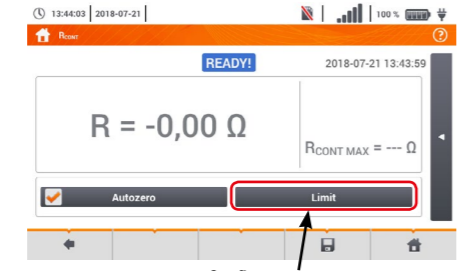 13:44:03 2018-07-21 100 %
RCONT
READY! 2018-07-21 13:43:59
R = -0,00 Ω
RCONT MAX = --- Ω
Autozero Limit